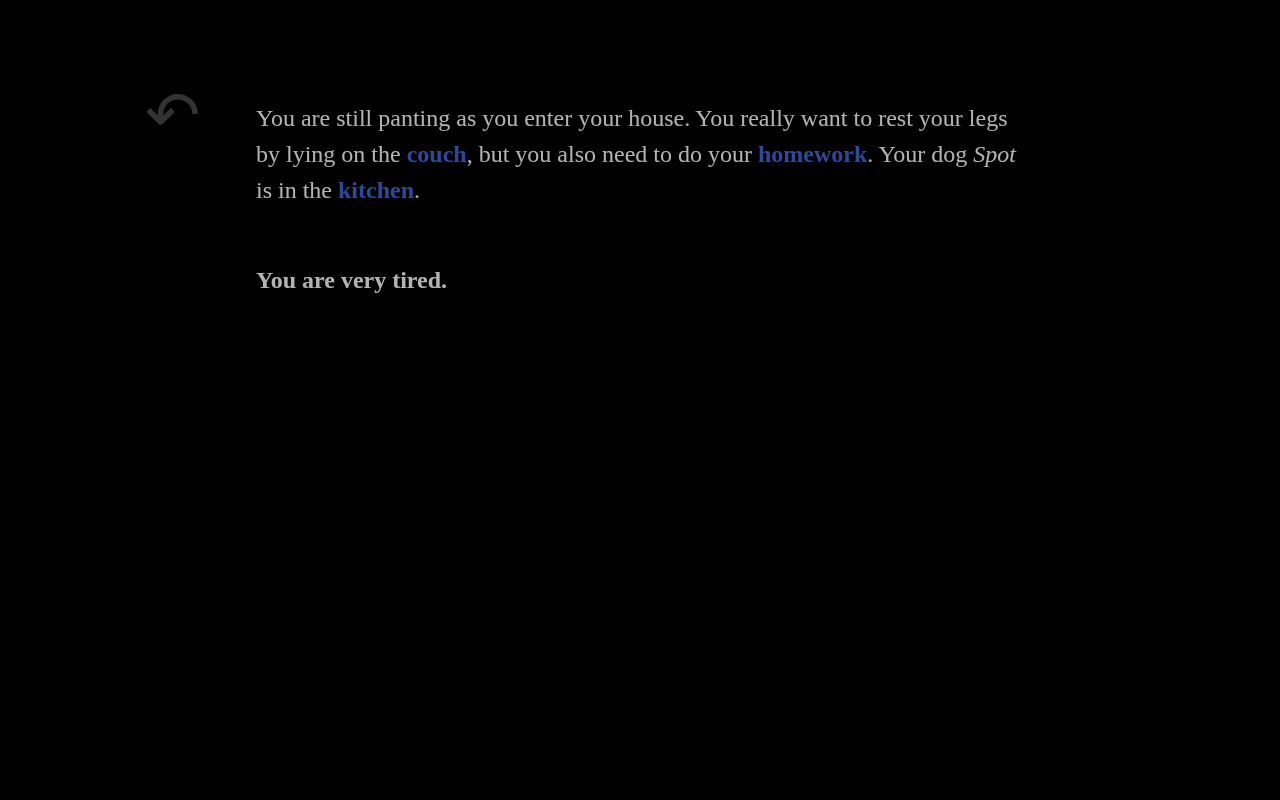 You are still panting as you enter your house. You really want to rest your legs
by lying on the couch, but you also need to do your homework. Your dog Spot
is in the kitchen.
You are very tired.